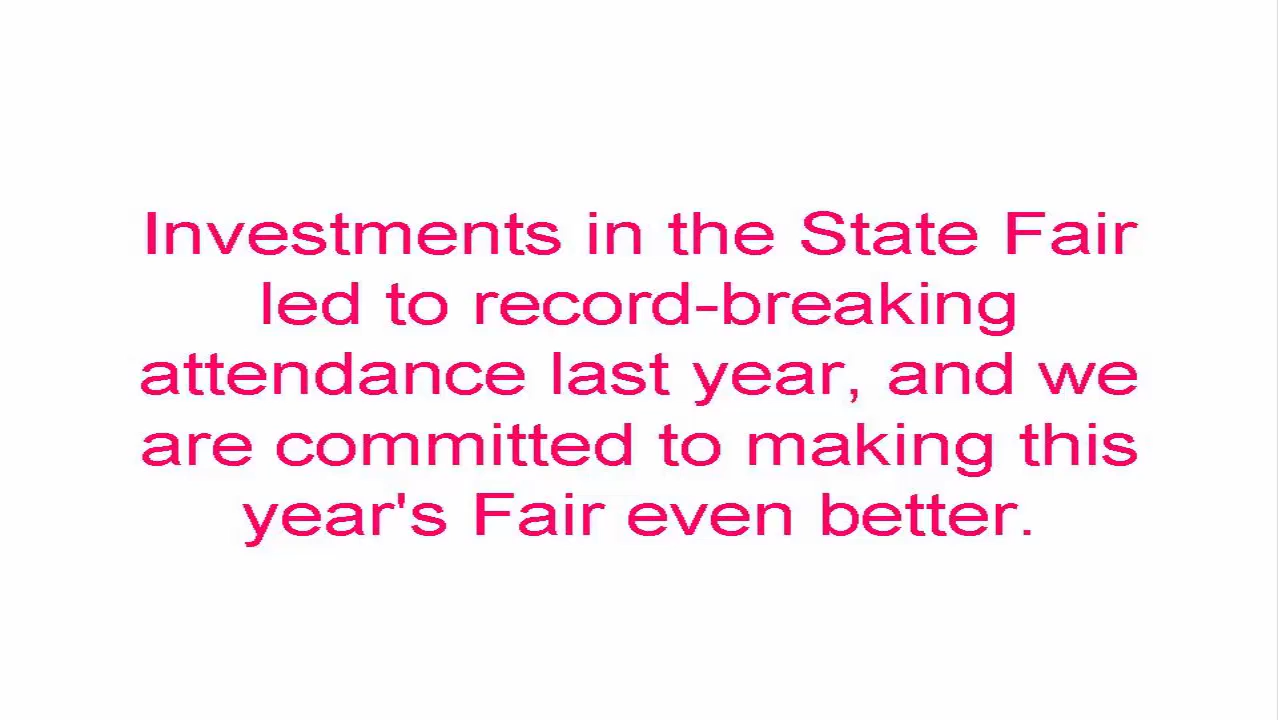 Investments in the State Fair
led to record-breaking
attendance last year, and we
are committed to making this
year's Fair even better.